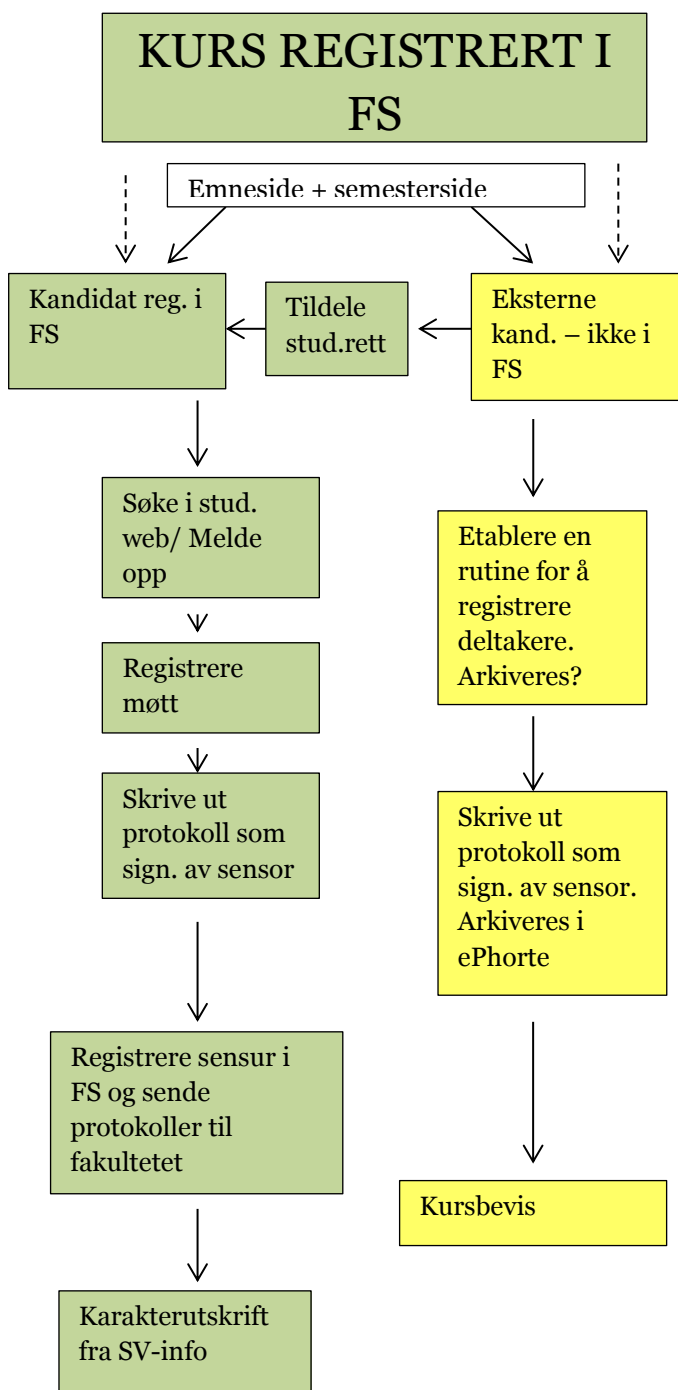 KURS REGISTRERT I
FS
Emneside + semesterside
Kandidat reg. i
FS
Tildele
stud.rett
Eksterne
kand. – ikke i
FS
Søke i stud.
web/ Melde
opp
Registrere
møtt
Skrive ut
protokoll som
sign. av sensor
Registrere sensur i
FS og sende
protokoller til
fakultetet
Karakterutskrift
fra SV-info
Etablere en
rutine for å
registrere
deltakere.
Arkiveres?
Skrive ut
protokoll som
sign. av sensor.
Arkiveres i
ePhorte
Kursbevis